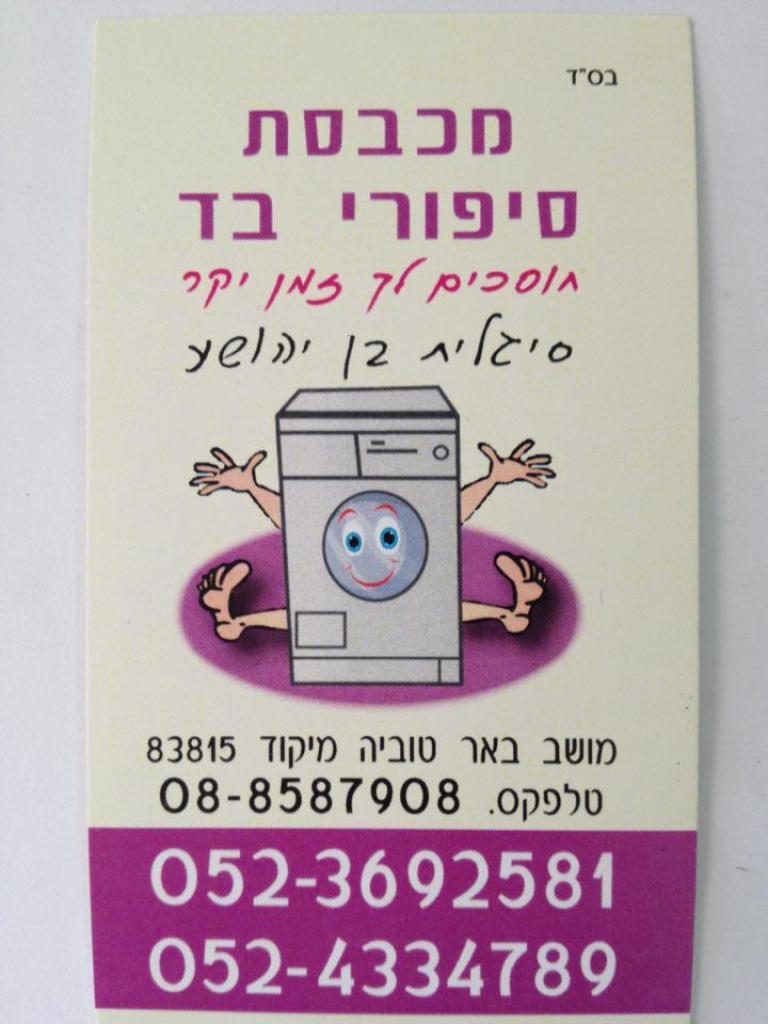 בס"ד
מכבסת
סיפורי בד
חוסכים לך זמן יקר
סיגלית בן יהושע
מושב באר טוביה מיקוד 83815
טלפקס. 08-8587908
052-3692581
052-4334789